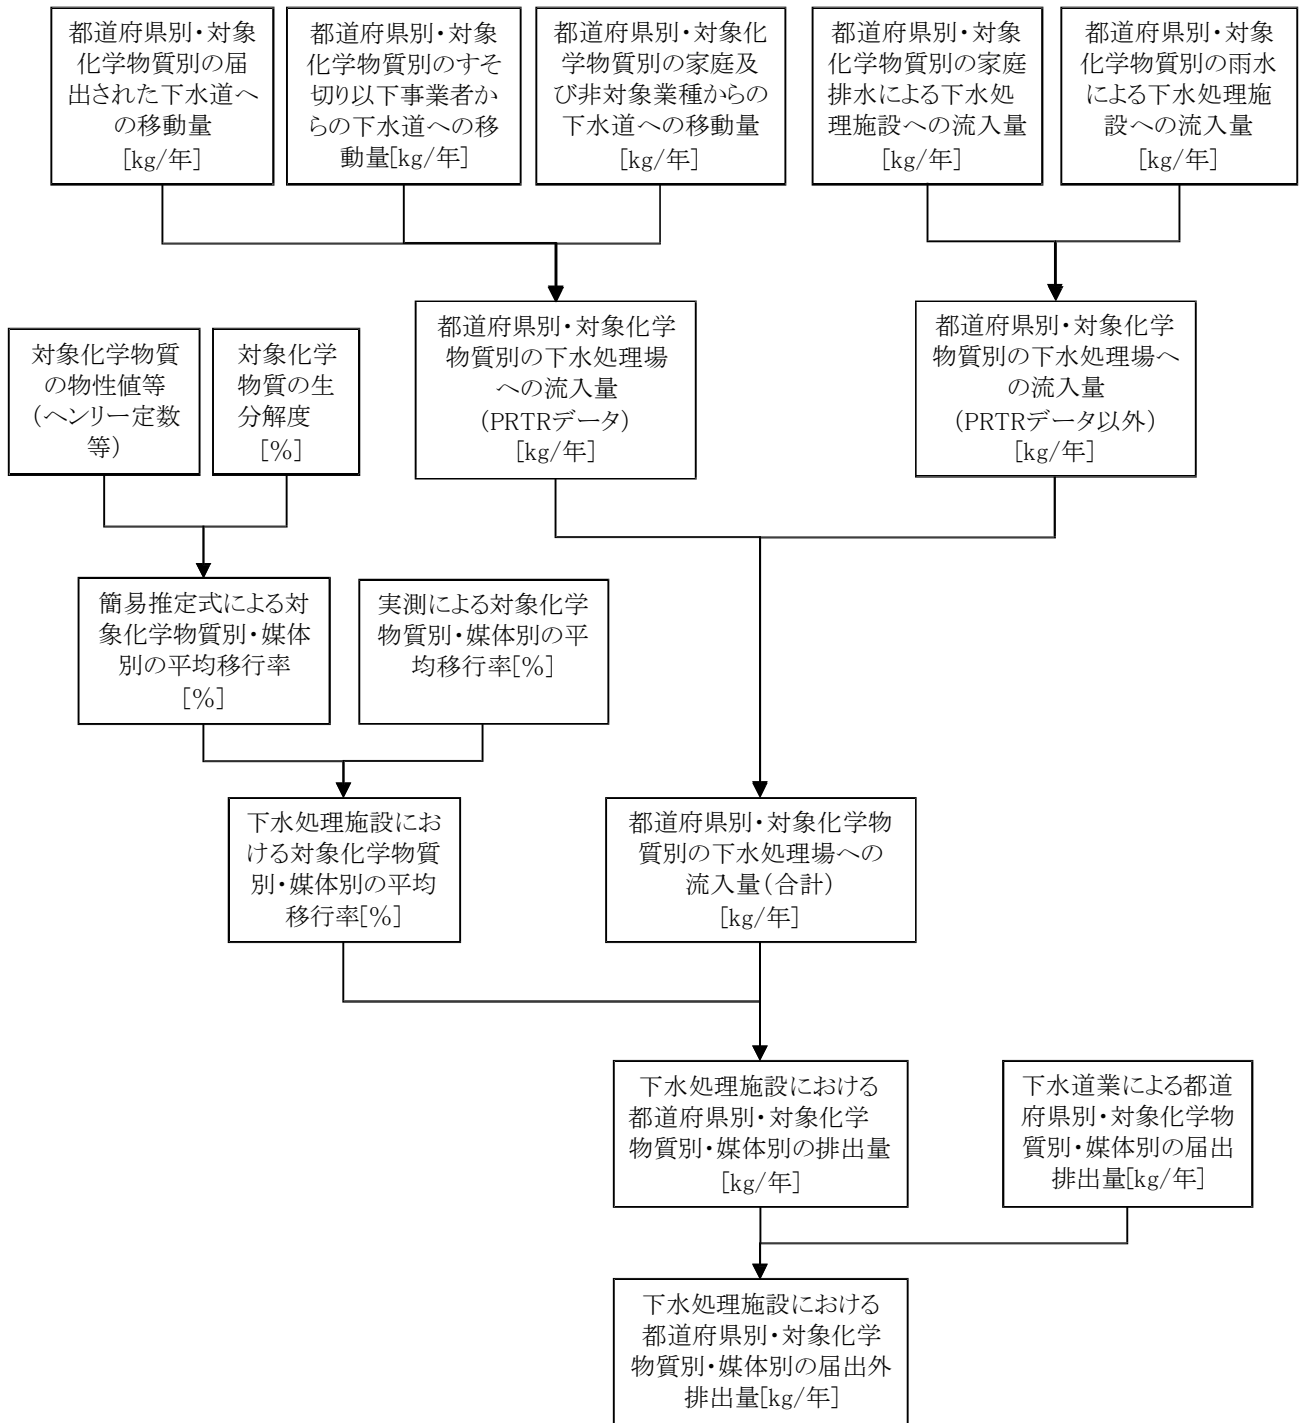 都道府県別・対象
化学物質別の届
出された下水道へ
の移動量
[kg/年]
都道府県別・対象
化学物質別のすそ
切り以下事業者か
らの下水道への移
動量[kg/年]
都道府県別・対象化
学物質別の家庭及
び非対象業種からの
下水道への移動量
[kg/年]
都道府県別・対象
化学物質別の家庭
排水による下水処
理施設への流入量
[kg/年]
都道府県別・対象
化学物質別の雨水
による下水処理施
設への流入量
[kg/年]
都道府県別・対象化学
物質別の下水処理場
への流入量
(PRTRデータ)
[kg/年]
都道府県別・対象化学
物質別の下水処理場へ
の流入量
(PRTRデータ以外)
[kg/年]
対象化学物質
の物性値等
(ヘンリー定数
等)
対象化学
物質の生
分解度
[%]
簡易推定式による対
象化学物質別・媒体
別の平均移行率
[%]
実測による対象化学
物質別・媒体別の平
均移行率[%]
下水処理施設にお
ける対象化学物質
別・媒体別の平均
移行率[%]
都道府県別・対象化学物
質別の下水処理場への
流入量(合計)
[kg/年]
下水処理施設における
都道府県別・対象化学
物質別・媒体別の排出量
[kg/年]
下水道業による都道
府県別・対象化学物
質別・媒体別の届出
排出量[kg/年]
下水処理施設における
都道府県別・対象化学
物質別・媒体別の届出外
排出量[kg/年]